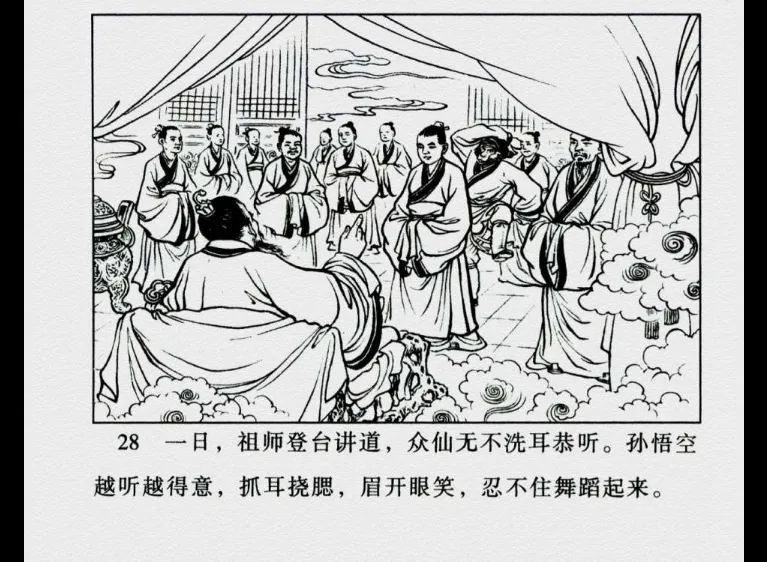 28 一日，祖师登台讲道，众仙无不洗耳恭听。孙悟空
越听越得意，抓耳挠腮，眉开眼笑，忍不住舞蹈起来。